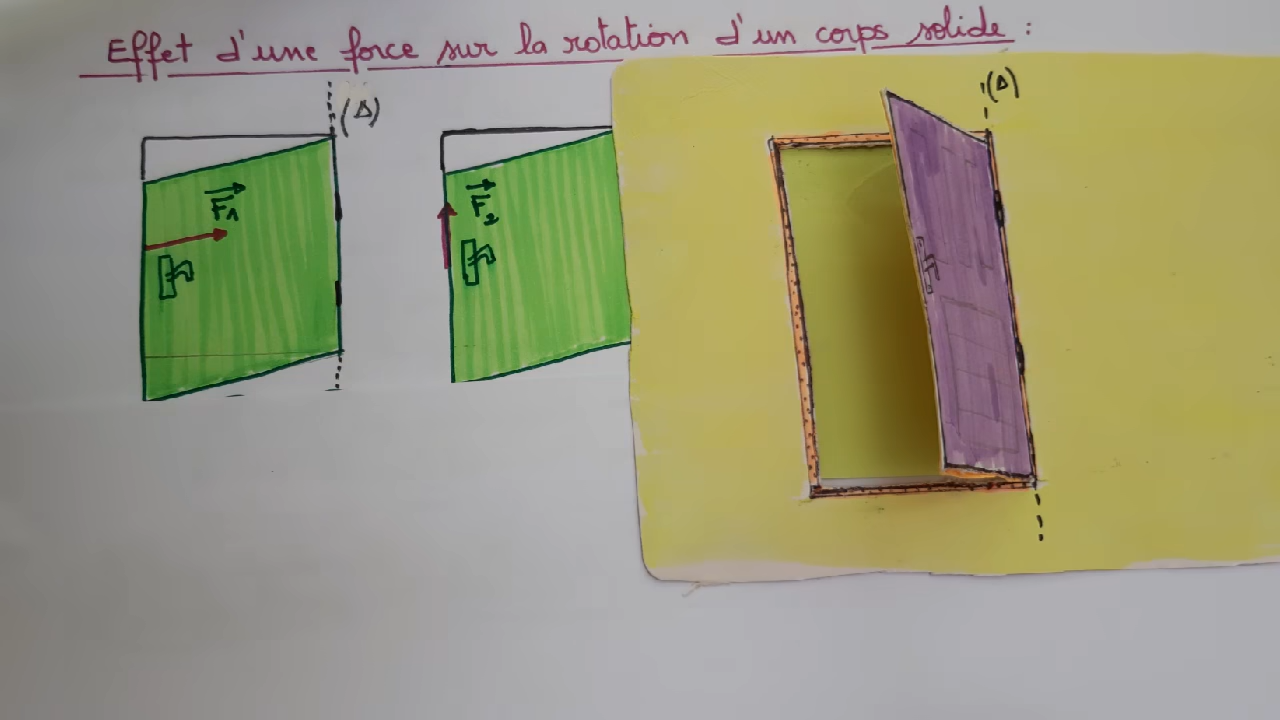 Effet d'une force sur la rotation d'un corps solide :
(Δ)
F₁
F₂
(Δ)